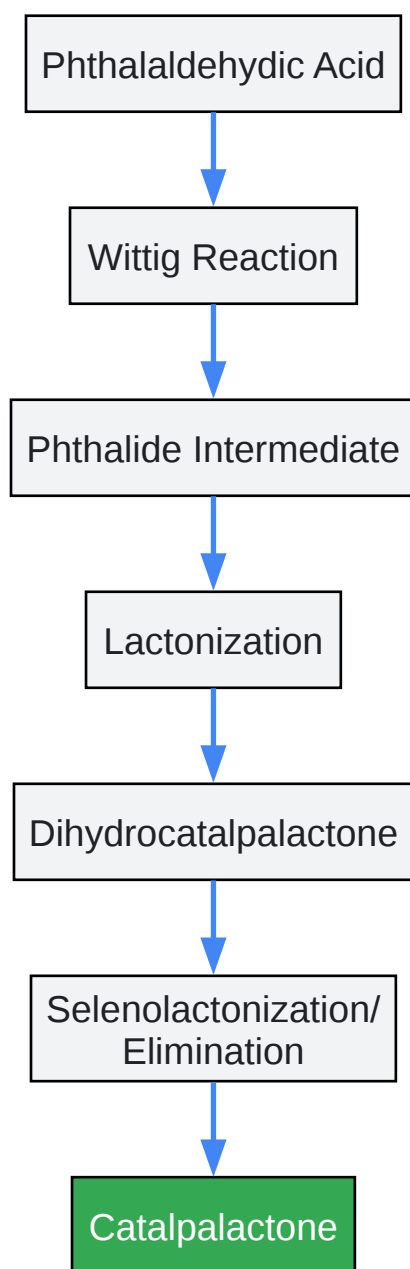 Phthalaldehydic Acid
Wittig Reaction
Phthalide Intermediate
Lactonization
Dihydrocatalpalactone
Selenolactonization/
Elimination
Catalpalactone